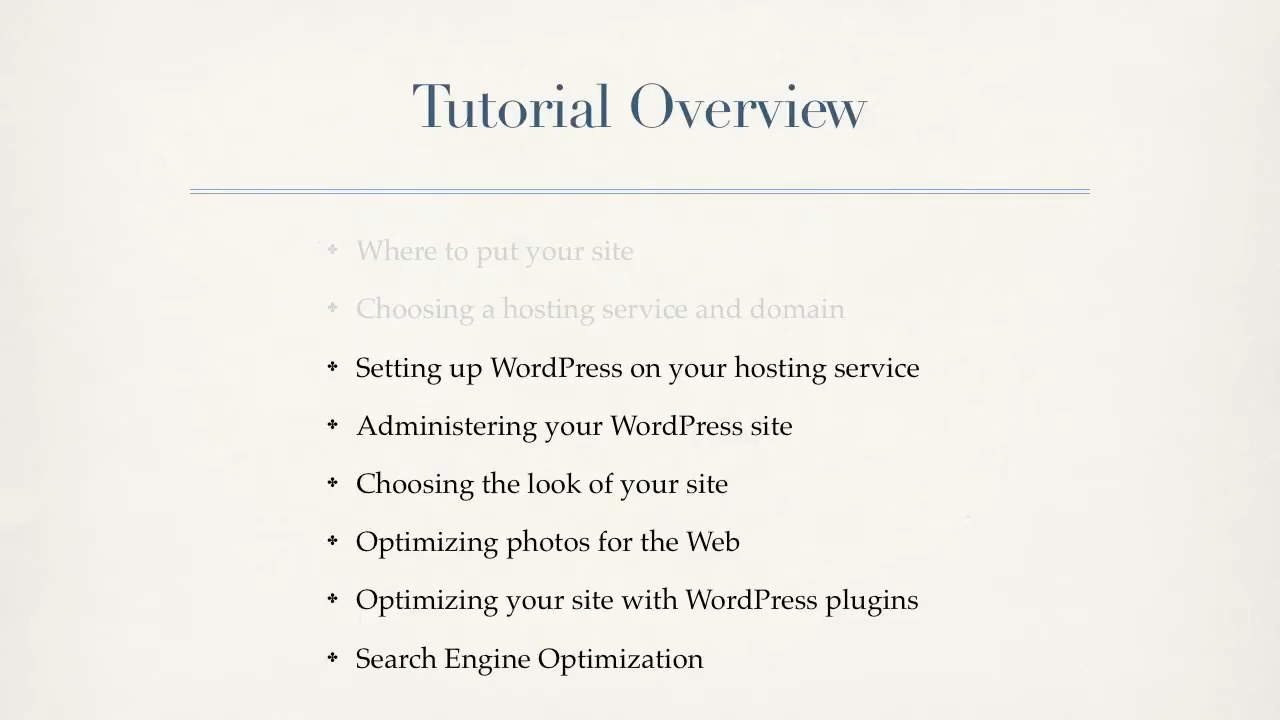 Tutorial Overview
Where to put your site
Choosing a hosting service and domain
Setting up WordPress on your hosting service
Administering your WordPress site
Choosing the look of your site
Optimizing photos for the Web
Optimizing your site with WordPress plugins
Search Engine Optimization